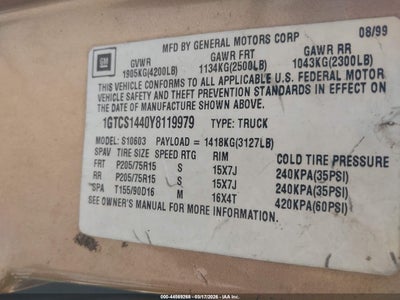 MFD BY GENERAL MOTORS CORP 08/99
GM
GVWR GAWR FRT GAWR RR
1905KG(4200LB) 1134KG(2500LB) 1043KG(2300LB)
THIS VEHICLE CONFORMS TO ALL APPLICABLE U.S. FEDERAL MOTOR
VEHICLE SAFETY AND THEFT PREVENTION STANDARDS IN EFFECT ON
THE DATE OF MANUFACTURE SHOWN ABOVE.
1GTCS1440Y8119979 TYPE: TRUCK
MODEL: S10603 PAYLOAD = 1418KG(3127LB)
SPAV TIRE SIZE SPEED RTG RIM COLD TIRE PRESSURE
FRT P205/75R15 S 15X7J 240KPA(35PSI)
RR P205/75R15 S 15X7J 240KPA(35PSI)
SPA T155/90D16 M 16X4T 420KPA(60PSI)
SEE OWNER'S MANUAL FOR MORE INFORMATION.
000-44569268 - 03/17/2026 - IAA Inc.